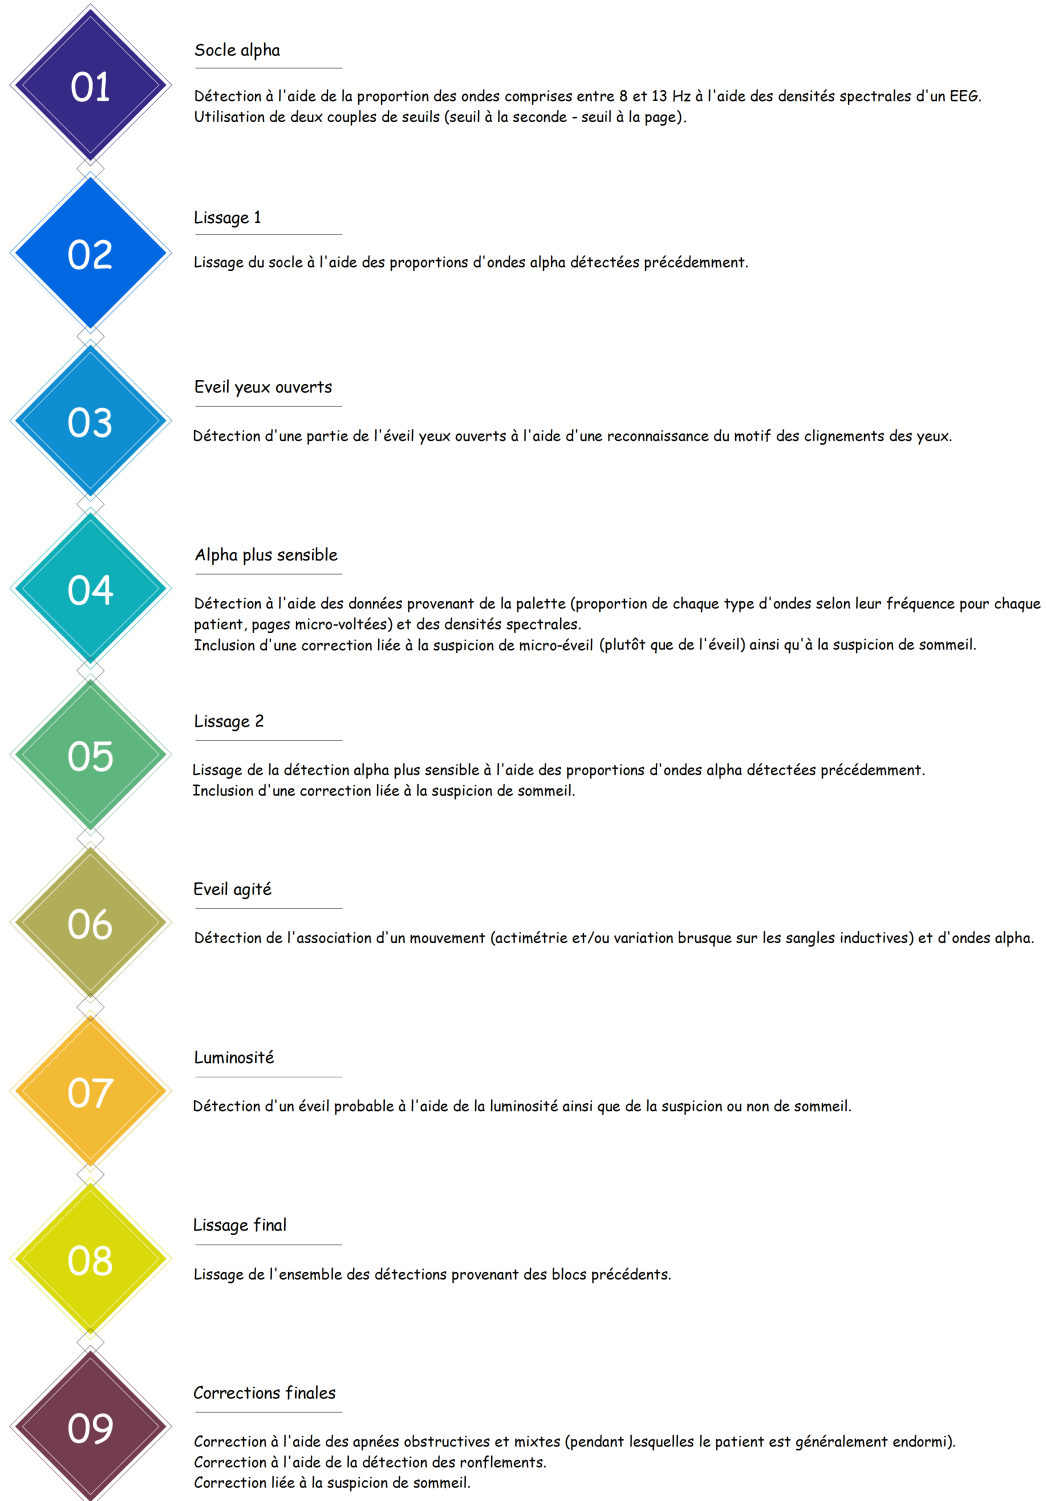 01
Socle alpha
Détection à l'aide de la proportion des ondes comprises entre 8 et 13 Hz à l'aide des densités spectrales d'un EEG.
Utilisation de deux couples de seuils (seuil à la seconde - seuil à la page).
02
Lissage 1
Lissage du socle à l'aide des proportions d'ondes alpha détectées précédemment.
03
Eveil yeux ouverts
Détection d'une partie de l'éveil yeux ouverts à l'aide d'une reconnaissance du motif des clignements des yeux.
04
Alpha plus sensible
Détection à l'aide des données provenant de la palette (proportion de chaque type d'ondes selon leur fréquence pour chaque
patient, pages micro-voltées) et des densités spectrales.
Inclusion d'une correction liée à la suspicion de micro-éveil (plutôt que de l'éveil) ainsi qu'à la suspicion de sommeil.
05
Lissage 2
Lissage de la détection alpha plus sensible à l'aide des proportions d'ondes alpha détectées précédemment.
Inclusion d'une correction liée à la suspicion de sommeil.
06
Eveil agité
Détection de l'association d'un mouvement (actimétrie et/ou variation brusque sur les sangles inductives) et d'ondes alpha.
07
Luminosité
Détection d'un éveil probable à l'aide de la luminosité ainsi que de la suspicion ou non de sommeil.
08
Lissage final
Lissage de l'ensemble des détections provenant des blocs précédents.
09
Corrections finales
Correction à l'aide des apnées obstructives et mixtes (pendant lesquelles le patient est généralement endormi).
Correction à l'aide de la détection des ronflements.
Correction liée à la suspicion de sommeil.